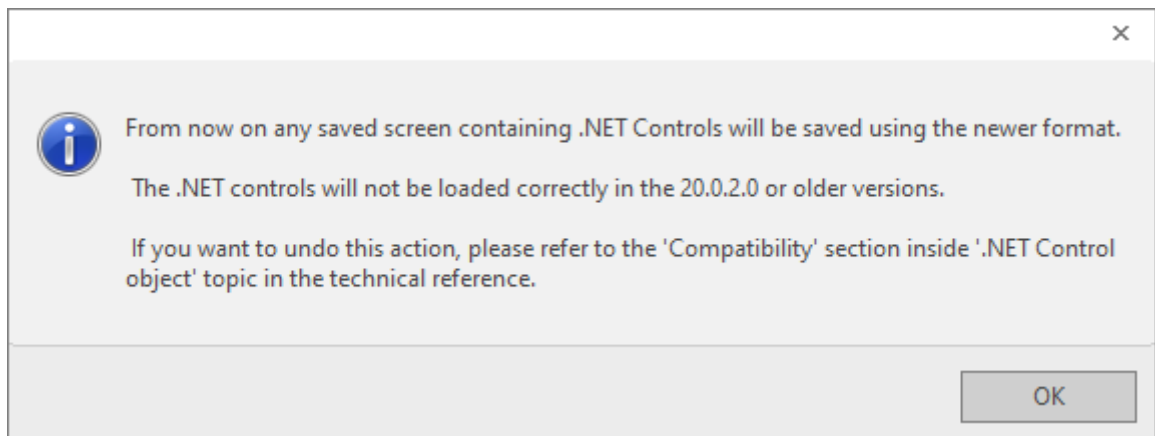 From now on any saved screen containing .NET Controls will be saved using the newer format.
The .NET controls will not be loaded correctly in the 20.0.2.0 or older versions.
If you want to undo this action, please refer to the 'Compatibility' section inside '.NET Control
object' topic in the technical reference.
OK